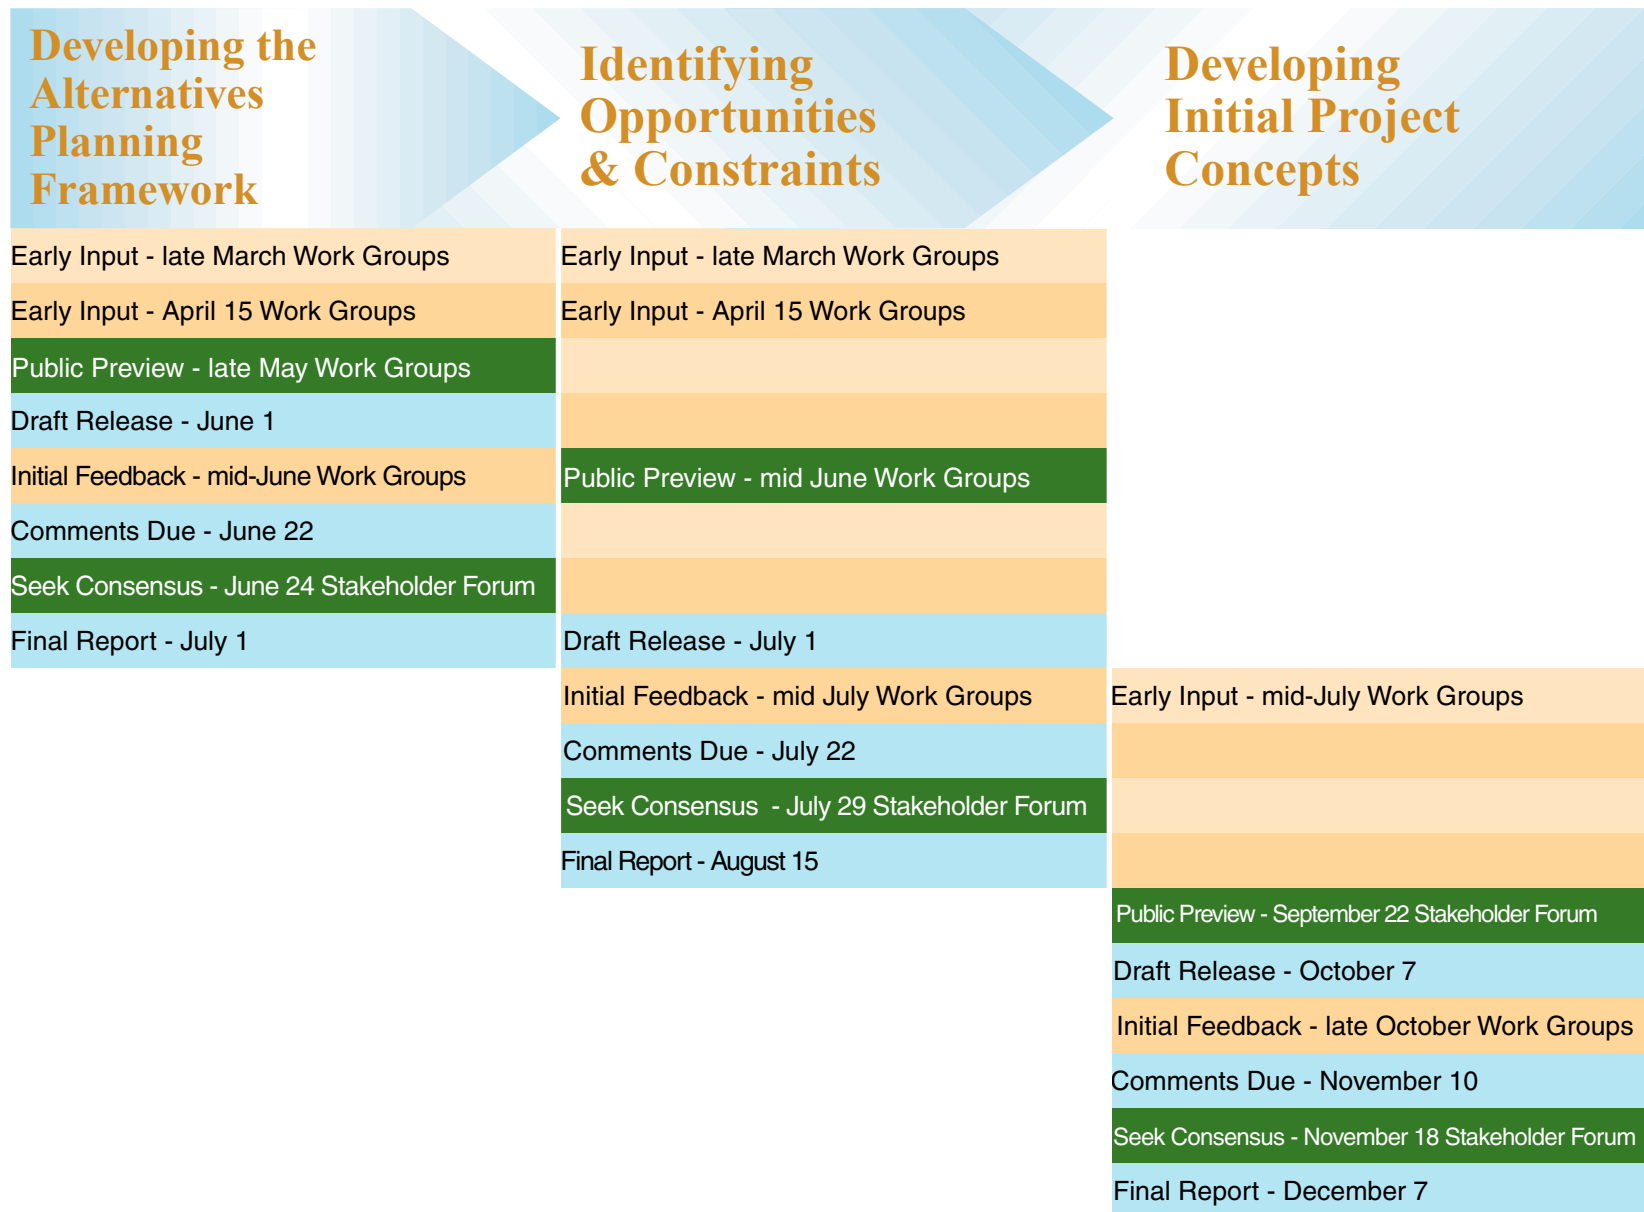 Developing the
Alternatives
Planning
Framework
Identifying
Opportunities
& Constraints
Developing
Initial Project
Concepts
Early Input - late March Work Groups
Early Input - April 15 Work Groups
Public Preview - late May Work Groups
Draft Release - June 1
Initial Feedback - mid-June Work Groups
Comments Due - June 22
Seek Consensus - June 24 Stakeholder Forum
Final Report - July 1
Early Input - late March Work Groups
Early Input - April 15 Work Groups
Public Preview - mid June Work Groups
Draft Release - July 1
Initial Feedback - mid July Work Groups
Comments Due - July 22
Seek Consensus - July 29 Stakeholder Forum
Final Report - August 15
Early Input - mid-July Work Groups
Public Preview - September 22 Stakeholder Forum
Draft Release - October 7
Initial Feedback - late October Work Groups
Comments Due - November 10
Seek Consensus - November 18 Stakeholder Forum
Final Report - December 7